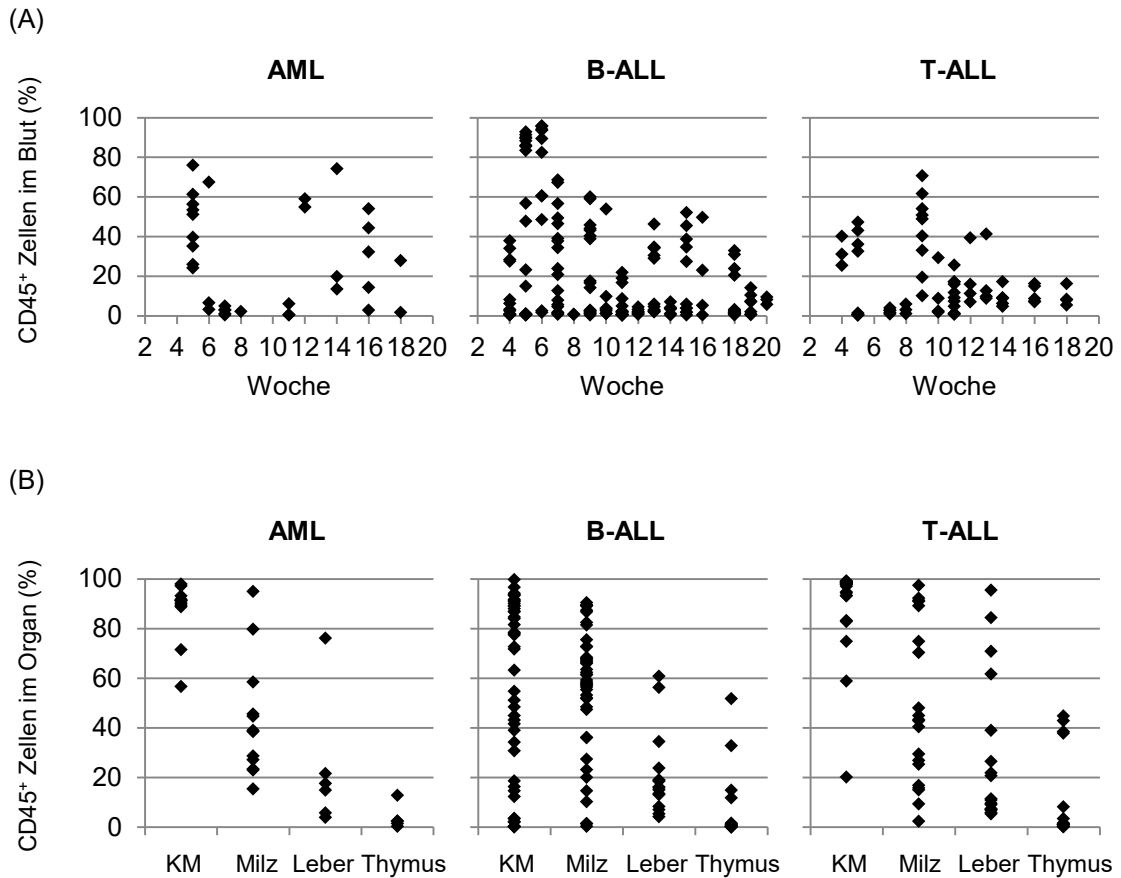 (A)
AML B-ALL T-ALL
CD45⁺ Zellen im Blut (%)
100
80
60
40
20
0
2 4 6 8 10 12 14 16 18 20 2 4 6 8 10 12 14 16 18 20 2 4 6 8 10 12 14 16 18 20
Woche Woche Woche
(B)
AML B-ALL T-ALL
CD45⁺ Zellen im Organ (%)
100
80
60
40
20
0
KM Milz Leber Thymus KM Milz Leber Thymus KM Milz Leber Thymus